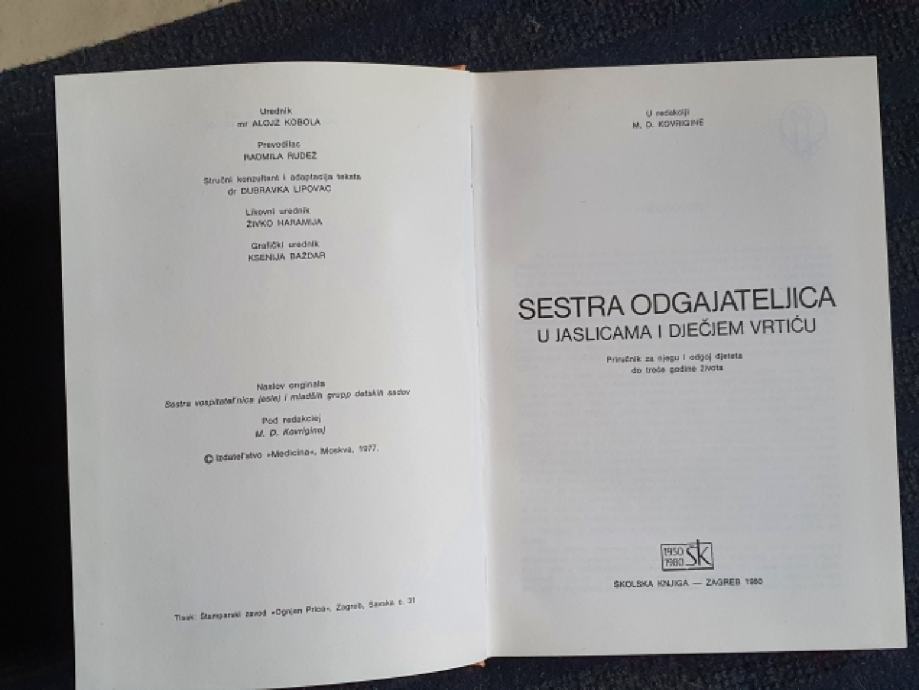 Urednik
mr ALOJZ KOBOLA
Prevodilac
RADMILA RUDEŽ
Stručni konzultant i adaptacija teksta
dr DUBRAVKA LIPOVAC
Likovni urednik
ŽIVKO HARAMIJA
Grafički urednik
KSENIJA BAŽDAR
Naslov originala
Sestra vospitatel'nica jaslej i mladših grupp detskih sadov
Pod redakciej
M. D. Kovriginoj
© Izdatel'stvo »Medicina«, Moskva, 1977.
Tisak: Štamparski zavod »Ognjen Prica«, Zagreb, Savska c. 31
U redakciji
M. D. KOVRIGINE
SESTRA ODGAJATELJICA
U JASLICAMA I DJEČJEM VRTIĆU
Priručnik za njegu i odgoj djeteta
do treće godine života
1950 ŠK
1980
ŠKOLSKA KNJIGA — ZAGREB 1980